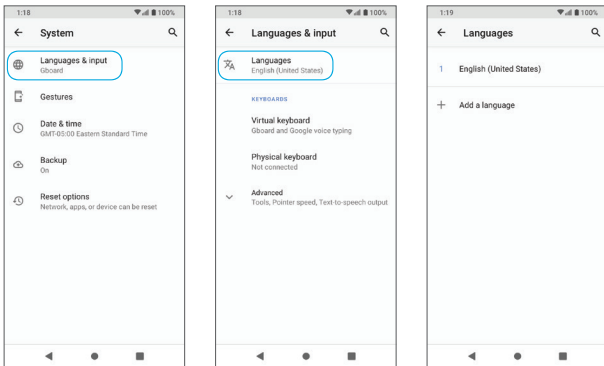 1:18
100%
System
Languages & input
Gboard
Gestures
Date & time
GMT-05:00 Eastern Standard Time
Backup
On
Reset options
Network, apps, or device can be reset
1:18
100%
Languages & input
Languages
English (United States)
KEYBOARDS
Virtual keyboard
Gboard and Google voice typing
Physical keyboard
Not connected
Advanced
Tools, Pointer speed, Text-to-speech output
1:19
100%
Languages
1 English (United States)
Add a language